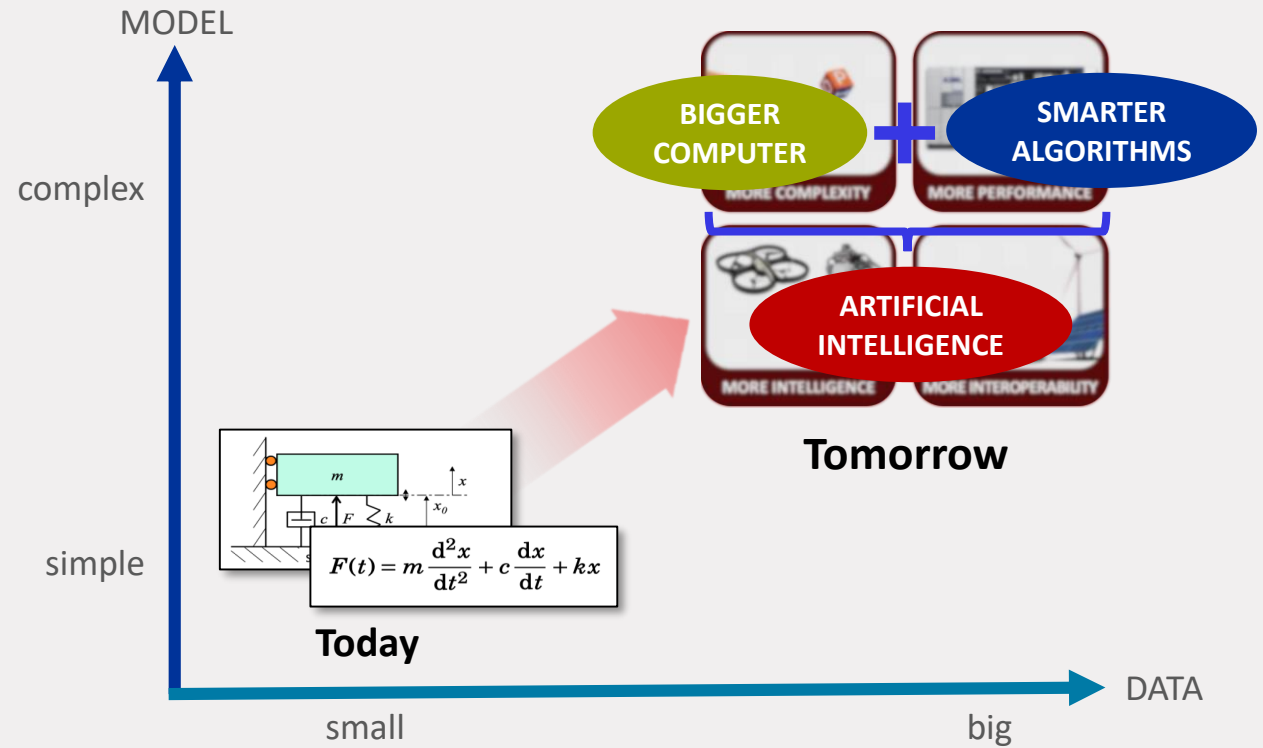 MODEL
BIGGER
COMPUTER
SMARTER
ALGORITHMS
complex
MORE COMPLEXITY
MORE PERFORMANCE
ARTIFICIAL
INTELLIGENCE
MORE INTELLIGENCE
MORE INTEROPERABILITY
Tomorrow
m
x
x₀
c
F
k
simple
F(t) = m d²x/dt² + c dx/dt + kx
Today
DATA
small
big